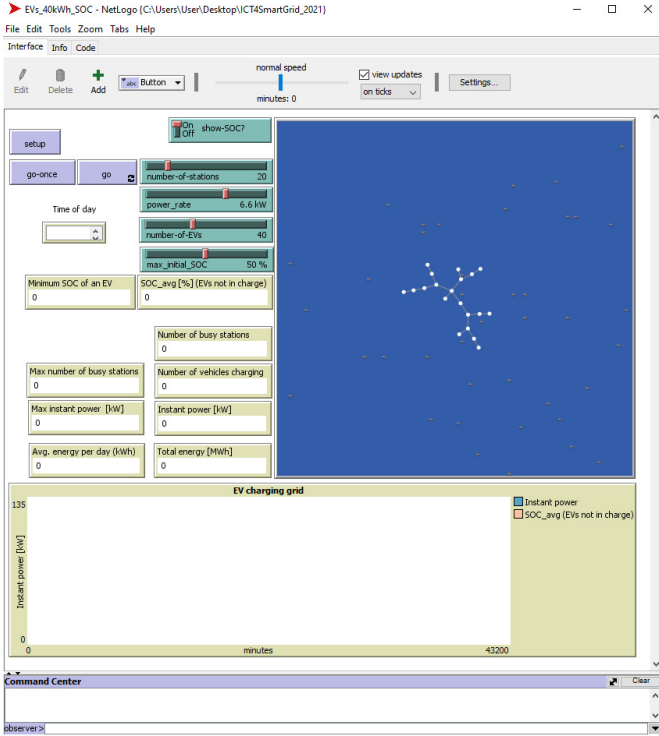 EVs_40kWh_SOC - NetLogo {C:\Users\User\Desktop\ICT4SmartGrid_2021}
File Edit Tools Zoom Tabs Help
Interface Info Code
normal speed
Edit Delete Add abc Button view updates Settings...
on ticks
minutes: 0
On
Off show-SOC?
setup
go-once go number-of-stations 20
power_rate 6.6 kW
Time of day
number-of-EVs 40
max_initial_SOC 50 %
Minimum SOC of an EV SOC_avg [%] (EVs not in charge)
0 0
Number of busy stations
0
Max number of busy stations Number of vehicles charging
0 0
Max instant power [kW] Instant power [kW]
0 0
Avg. energy per day (kWh) Total energy [MWh]
0 0
EV charging grid
135
Instant power [kW]
0
0 minutes 43200
Instant power
SOC_avg (EVs not in charge)
Command Center Clear
observer>